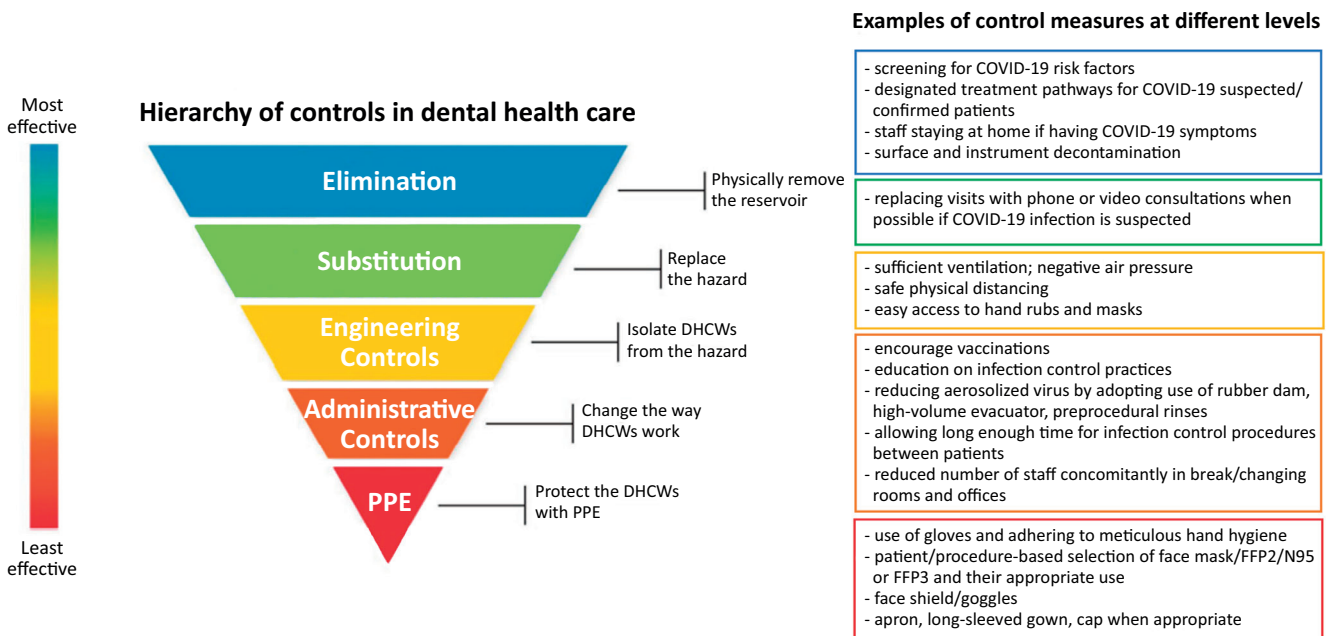 Examples of control measures at different levels
Most
effective
Least
effective
Hierarchy of controls in dental health care
Elimination
Physically remove
the reservoir
Substitution
Replace
the hazard
Engineering
Controls
Isolate DHCWs
from the hazard
Administrative
Controls
Change the way
DHCWs work
PPE
Protect the DHCWs
with PPE
- screening for COVID-19 risk factors
- designated treatment pathways for COVID-19 suspected/
confirmed patients
- staff staying at home if having COVID-19 symptoms
- surface and instrument decontamination
- replacing visits with phone or video consultations when
possible if COVID-19 infection is suspected
- sufficient ventilation; negative air pressure
- safe physical distancing
- easy access to hand rubs and masks
- encourage vaccinations
- education on infection control practices
- reducing aerosolized virus by adopting use of rubber dam,
high-volume evacuator, preprocedural rinses
- allowing long enough time for infection control procedures
between patients
- reduced number of staff concomitantly in break/changing
rooms and offices
- use of gloves and adhering to meticulous hand hygiene
- patient/procedure-based selection of face mask/FFP2/N95
or FFP3 and their appropriate use
- face shield/goggles
- apron, long-sleeved gown, cap when appropriate